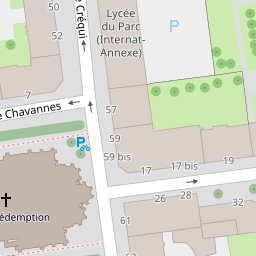 50
e Créqui
52
Lycée
du Parc
(Internat-
Annexe)
P
7
e Chavannes
57
59
59 bis
P
17
17 bis
19
26
28
32
61
63
édemption